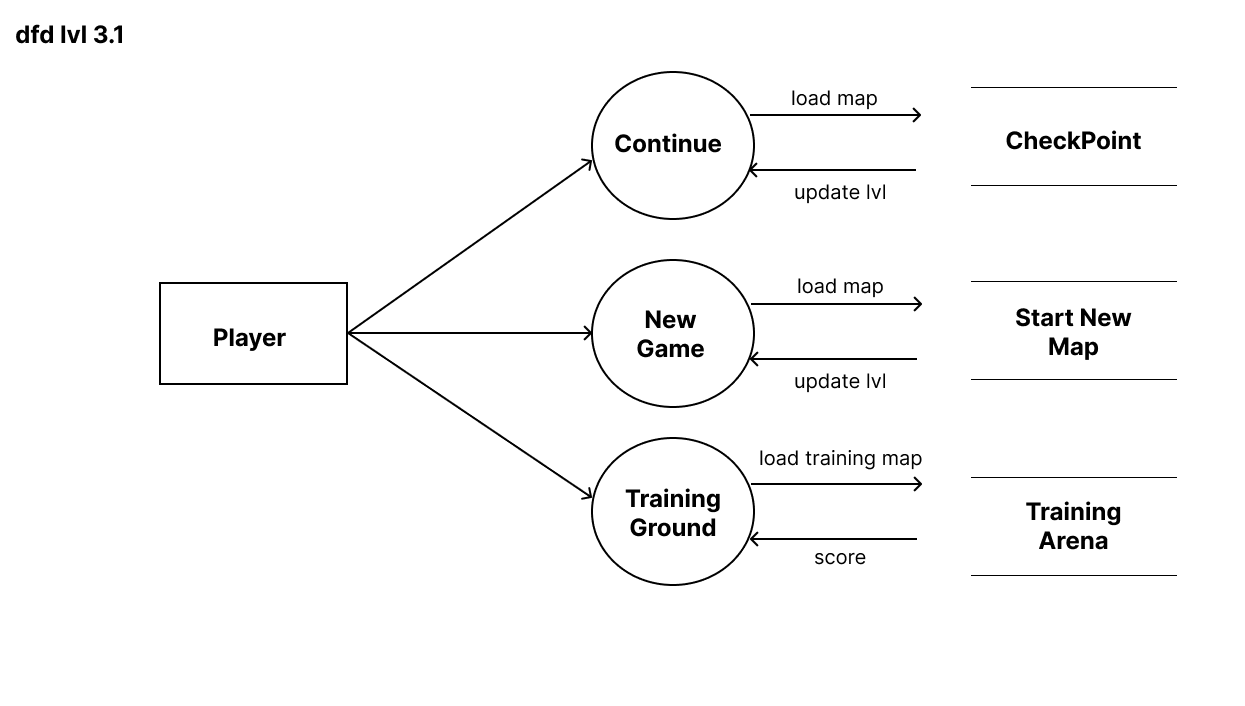 dfd lvl 3.1
Continue
load map
update lvl
CheckPoint
Player
New
Game
load map
update lvl
Start New
Map
Training
Ground
load training map
score
Training
Arena